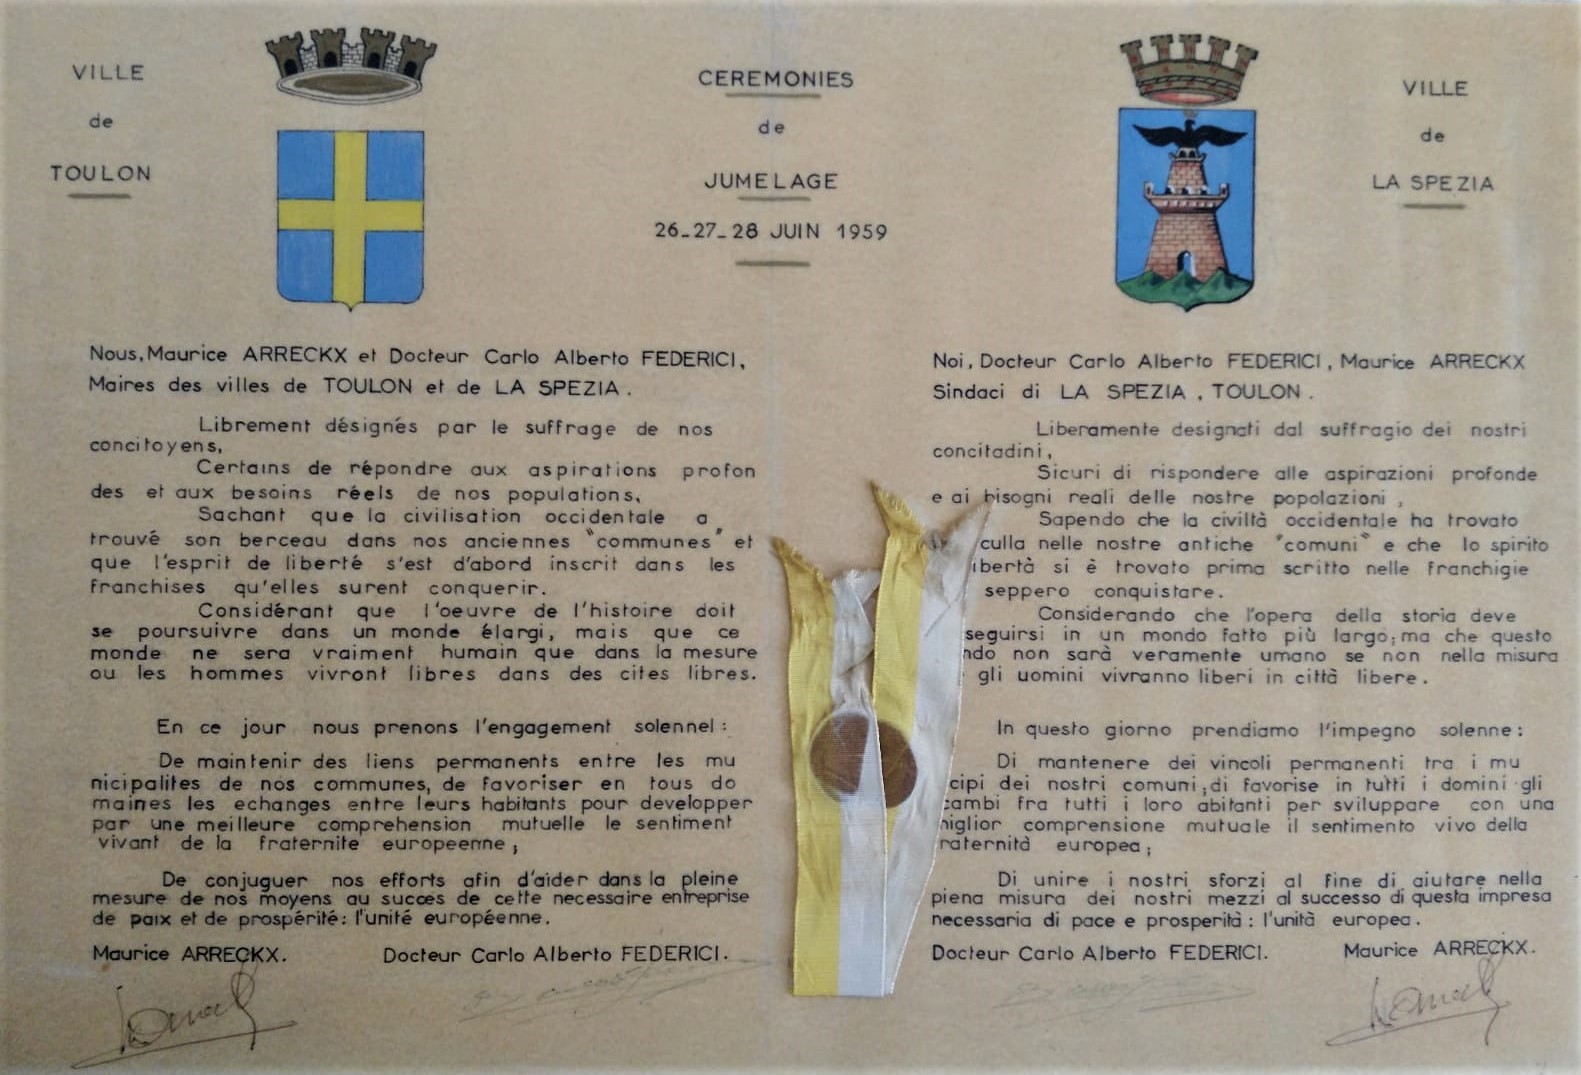 VILLE
de
TOULON
CEREMONIES
de
JUMELAGE
26-27-28 JUIN 1959
VILLE
de
LA SPEZIA
Nous, Maurice ARRECKX et Docteur Carlo Alberto FEDERICI,
Maires des villes de TOULON et de LA SPEZIA.
Librement désignés par le suffrage de nos
concitoyens,
Certains de répondre aux aspirations profon
des et aux besoins réels de nos populations,
Sachant que la civilisation occidentale a
trouvé son berceau dans nos anciennes "communes" et
que l'esprit de liberté s'est d'abord inscrit dans les
franchises qu'elles surent conquerir.
Considérant que l'oeuvre de l'histoire doit
se poursuivre dans un monde élargi, mais que ce
monde ne sera vraiment humain que dans la mesure
ou les hommes vivront libres dans des cites libres.
En ce jour nous prenons l'engagement solennel :
De maintenir des liens permanents entre les mu
nicipalites de nos communes, de favoriser en tous do
maines les echanges entre leurs habitants pour developper
par une meilleure comprehension mutuelle le sentiment
vivant de la fraternite europeenne ;
De conjuguer nos efforts afin d'aider dans la pleine
mesure de nos moyens au succes de cette necessaire entreprise
de paix et de prospérité : l'unité européenne.
Maurice ARRECKX. Docteur Carlo Alberto FEDERICI.
Noi, Docteur Carlo Alberto FEDERICI, Maurice ARRECKX
Sindaci di LA SPEZIA, TOULON.
Liberamente designati dal suffragio dei nostri
concitadini,
Sicuri di rispondere alle aspirazioni profonde
e ai bisogni reali delle nostre popolazioni,
Sapendo che la civiltà occidentale ha trovato
culla nelle nostre antiche "comuni" e che lo spirito
ibertà si è trovato prima scritto nelle franchigie
seppero conquistare.
Considerando che l'opera della storia deve
seguirsi in un mondo fatto più largo; ma che questo
ndo non sarà veramente umano se non nella misura
gli uomini vivranno liberi in città libere.
In questo giorno prendiamo l'impegno solenne :
Di mantenere dei vincoli permanenti tra i mu
cipi dei nostri comuni, di favorise in tutti i domini gli
cambi fra tutti i loro abitanti per sviluppare con una
miglior comprensione mutuale il sentimento vivo della
raternità europea ;
Di unire i nostri sforzi al fine di aiutare nella
piena misura dei nostri mezzi al successo di questa impresa
necessaria di pace e prosperità : l'unità europea.
Docteur Carlo Alberto FEDERICI. Maurice ARRECKX.